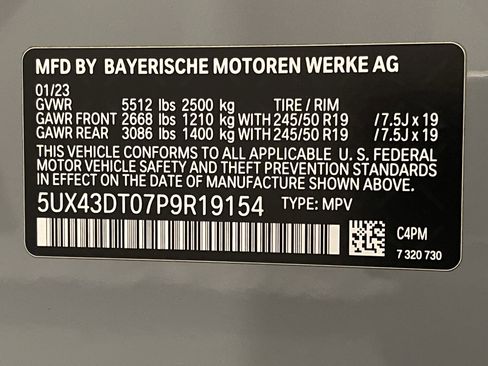 MFD BY BAYERISCHE MOTOREN WERKE AG
01/23
GVWR 5512 lbs 2500 kg TIRE / RIM
GAWR FRONT 2668 lbs 1210 kg WITH 245/50 R19 / 7.5J x 19
GAWR REAR 3086 lbs 1400 kg WITH 245/50 R19 / 7.5J x 19
THIS VEHICLE CONFORMS TO ALL APPLICABLE U. S. FEDERAL
MOTOR VEHICLE SAFETY AND THEFT PREVENTION STANDARDS
IN EFFECT ON THE DATE OF MANUFACTURE SHOWN ABOVE.
5UX43DT07P9R19154 TYPE: MPV
C4PM
7 320 730